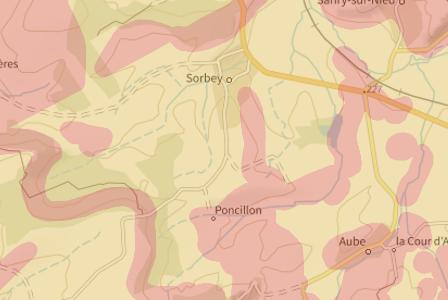 Sanry-sur-Nied
ères
Sorbey
227
Poncillon
Aube
la Cour d'A